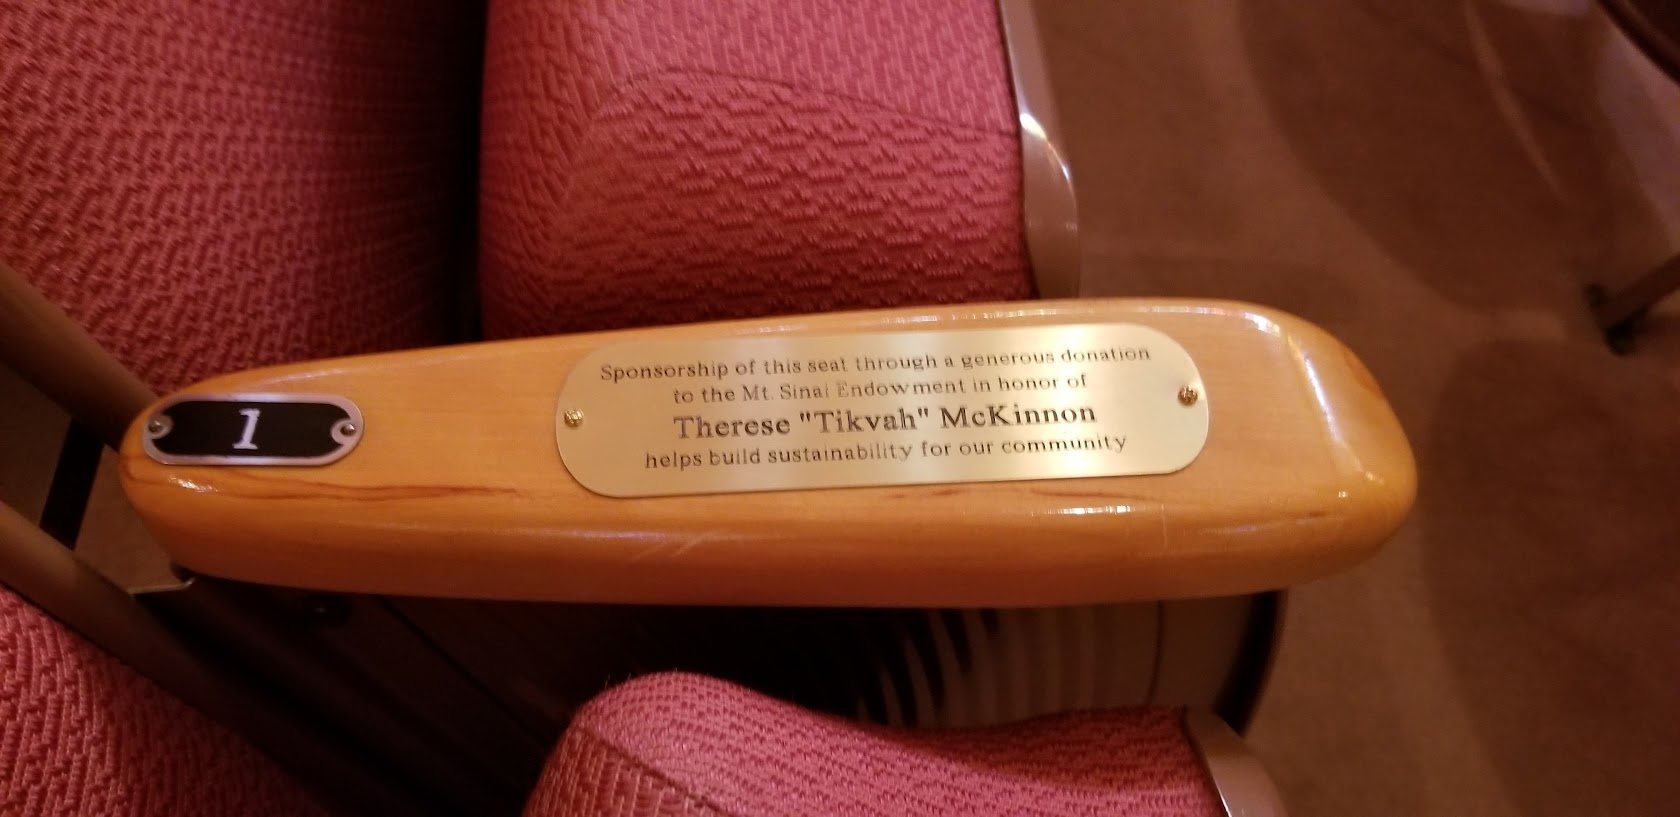 1
Sponsorship of this seat through a generous donation
to the Mt. Sinai Endowment in honor of
Therese "Tikvah" McKinnon
helps build sustainability for our community